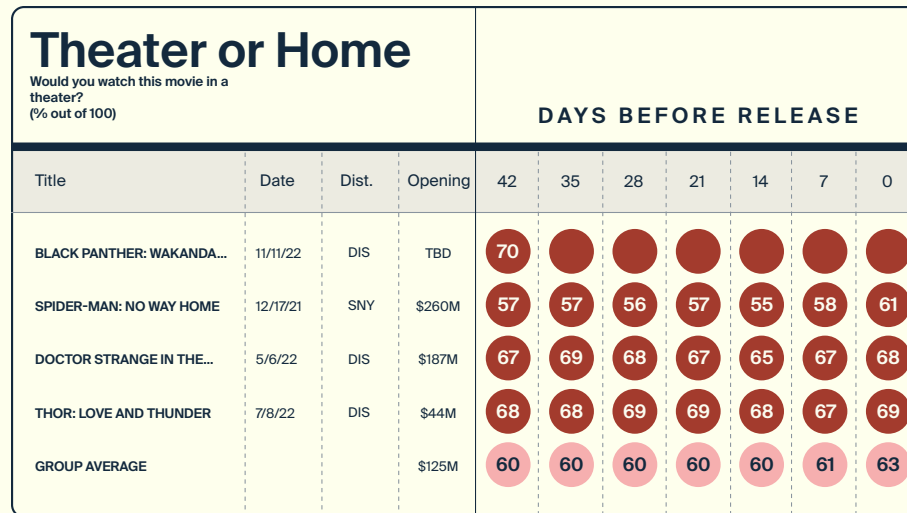 Theater or Home
Would you watch this movie in a
theater?
(% out of 100)
DAYS BEFORE RELEASE
Title Date Dist. Opening 42 35 28 21 14 7 0
BLACK PANTHER: WAKANDA... 11/11/22 DIS TBD 70
SPIDER-MAN: NO WAY HOME 12/17/21 SNY $260M 57 57 56 57 55 58 61
DOCTOR STRANGE IN THE... 5/6/22 DIS $187M 67 69 68 67 65 67 68
THOR: LOVE AND THUNDER 7/8/22 DIS $44M 68 68 69 69 68 67 69
GROUP AVERAGE $125M 60 60 60 60 60 61 63